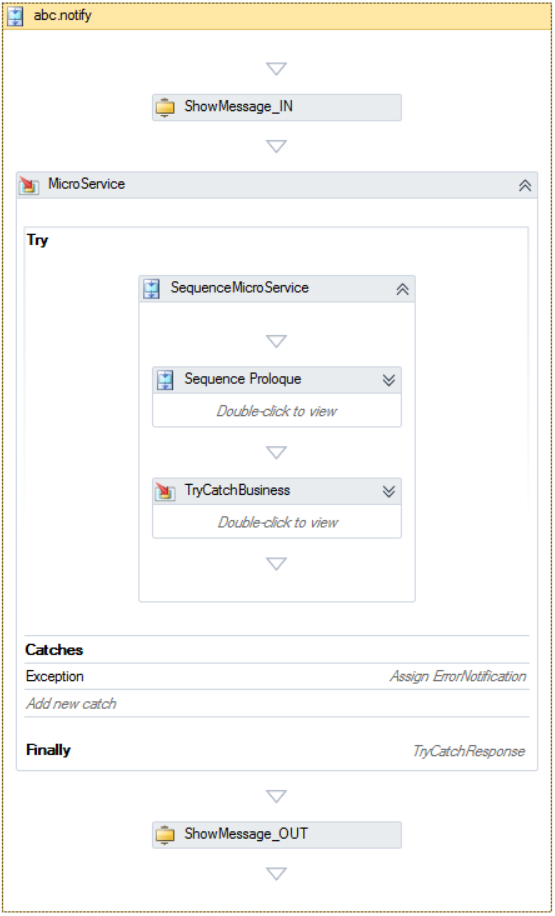 abc.notify
ShowMessage_IN
MicroService
Try
SequenceMicroService
Sequence Proloque
Double-click to view
TryCatchBusiness
Double-click to view
Catches
Exception Assign ErrorNotification
Add new catch
Finally TryCatchResponse
ShowMessage_OUT